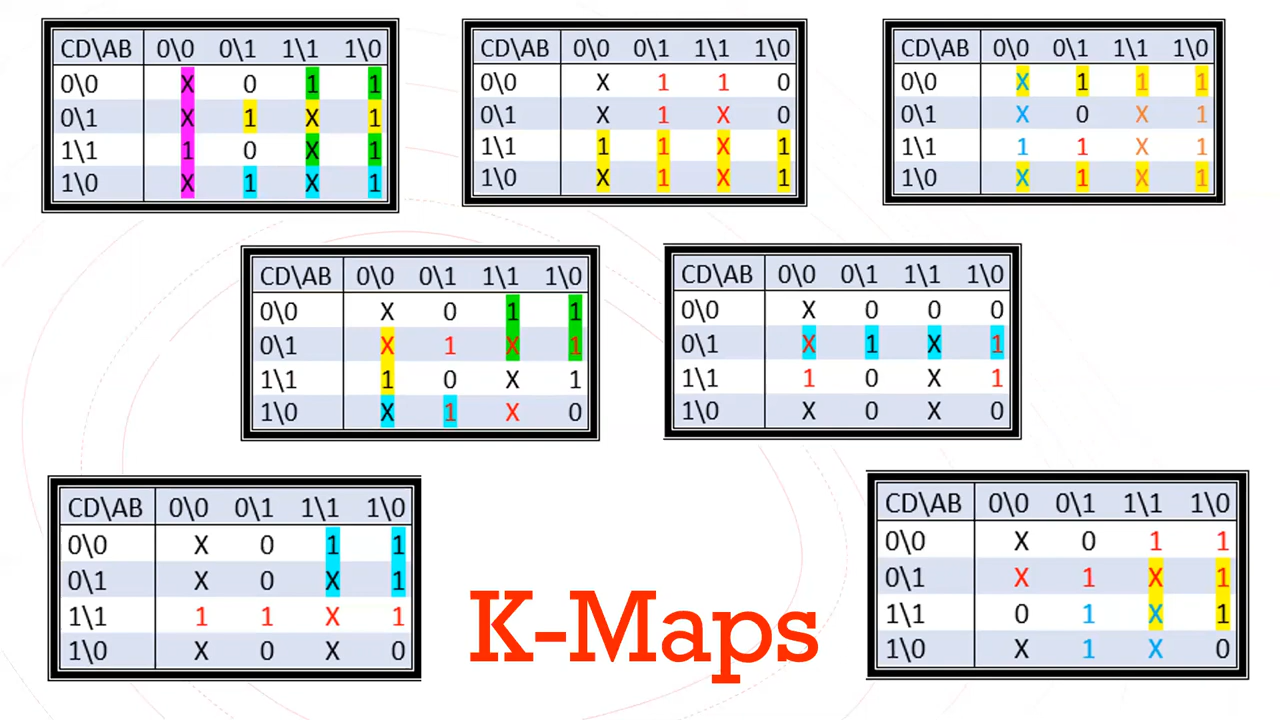 CD\AB 0\0 0\1 1\1 1\0
0\0 X 0 1 1
0\1 X 1 X 1
1\1 1 0 X 1
1\0 X 1 X 1
CD\AB 0\0 0\1 1\1 1\0
0\0 X 1 1 0
0\1 X 1 X 0
1\1 1 1 X 1
1\0 X 1 X 1
CD\AB 0\0 0\1 1\1 1\0
0\0 X 1 1 1
0\1 X 0 X 1
1\1 1 1 X 1
1\0 X 1 X 1
CD\AB 0\0 0\1 1\1 1\0
0\0 X 0 1 1
0\1 X 1 X 1
1\1 1 0 X 1
1\0 X 1 X 0
CD\AB 0\0 0\1 1\1 1\0
0\0 X 0 0 0
0\1 X 1 X 1
1\1 1 0 X 1
1\0 X 0 X 0
CD\AB 0\0 0\1 1\1 1\0
0\0 X 0 1 1
0\1 X 0 X 1
1\1 1 1 X 1
1\0 X 0 X 0
K-Maps
CD\AB 0\0 0\1 1\1 1\0
0\0 X 0 1 1
0\1 X 1 X 1
1\1 0 1 X 1
1\0 X 1 X 0